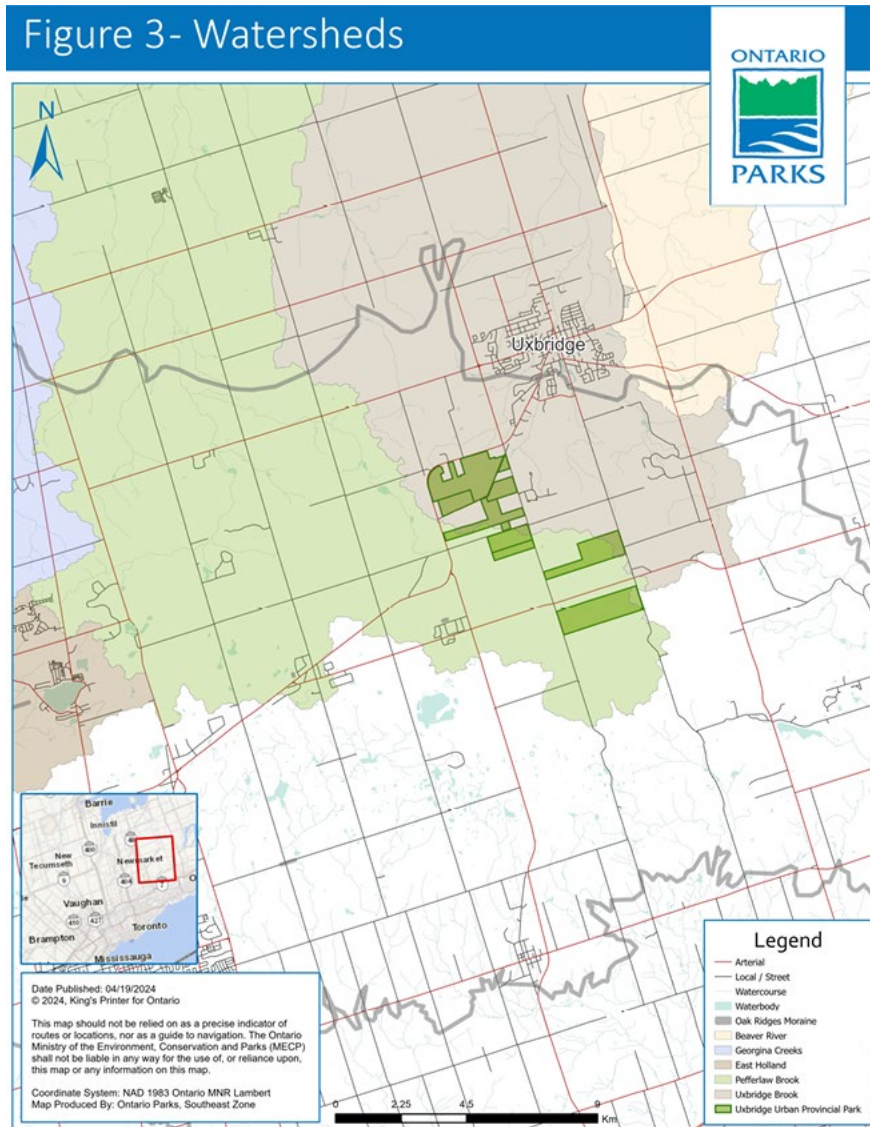 Figure 3- Watersheds
ONTARIO
PARKS
N
Uxbridge
Barrie
Innisfil
400
48
New
Tecumseth
Newmarket
9
404
7
Vaughan
427
Toronto
Brampton
Mississauga
Date Published: 04/19/2024
© 2024, King's Printer for Ontario
This map should not be relied on as a precise indicator of
routes or locations, nor as a guide to navigation. The Ontario
Ministry of the Environment, Conservation and Parks (MECP)
shall not be liable in any way for the use of, or reliance upon,
this map or any information on this map.
Coordinate System: NAD 1983 Ontario MNR Lambert
Map Produced By: Ontario Parks, Southeast Zone
0 2.25 4.5 9
Km
Legend
Arterial
Local / Street
Watercourse
Waterbody
Oak Ridges Moraine
Beaver River
Georgina Creeks
East Holland
Pefferlaw Brook
Uxbridge Brook
Uxbridge Urban Provincial Park